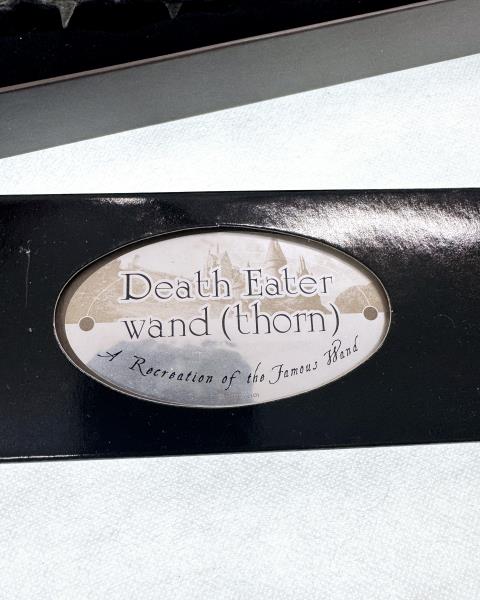 Death Eater
wand (thorn)
A Recreation of the Famous Wand